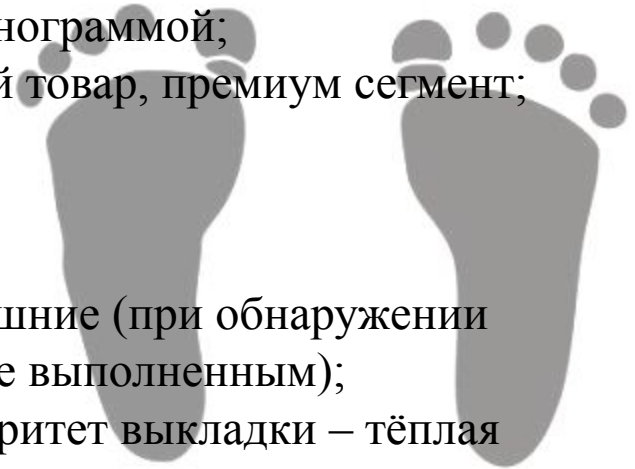 нограммой;
й товар, премиум сегмент;
шние (при обнаружении
е выполненным);
ритет выкладки – тёплая